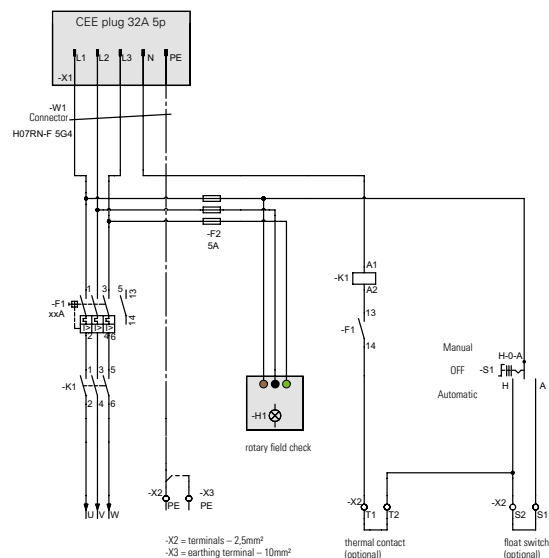 CEE plug 32A 5p
L1 L2 L3 N PE
-X1
-W1
Connector
H07RN-F 5G4
-F2
5A
A1
-K1
A2
1 3 5 13
-F1
xxA
I> I> I>
2 4 6 14
13
-F1
14
Manual H-0-A
OFF -S1
H A
Automatic
1 3 5
-K1
2 4 6
-H1
rotary field check
-X2 -X3
PE PE
U V W
-X2
T1 T2
-X2
S2 S1
-X2 = terminals – 2,5mm²
-X3 = earthing terminal – 10mm²
thermal contact
(optional)
float switch
(optional)